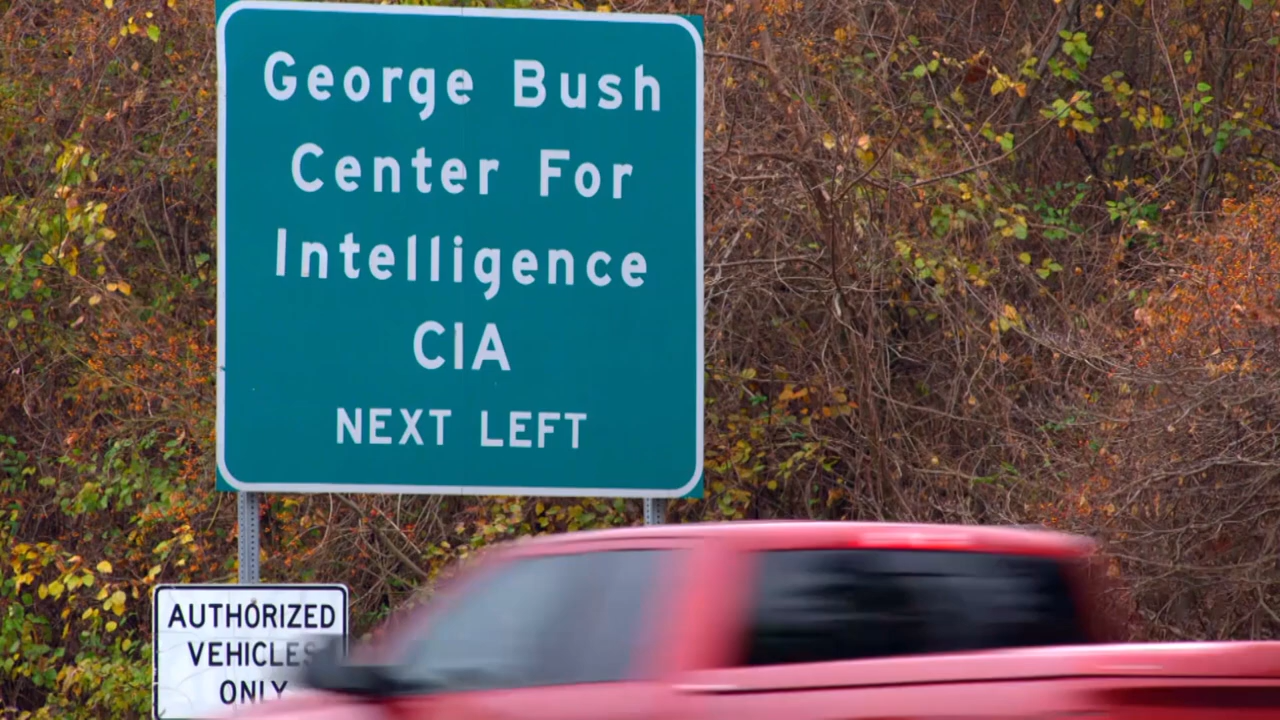 George Bush
Center For
Intelligence
CIA
NEXT LEFT
AUTHORIZED
VEHICLES
ONLY